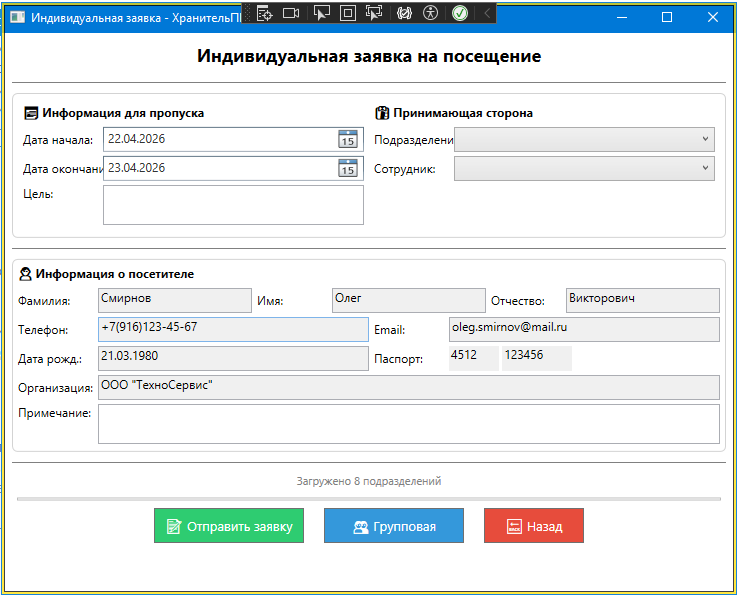 Индивидуальная заявка - ХранительП
Индивидуальная заявка на посещение
Информация для пропуска
Принимающая сторона
Дата начала: 22.04.2026 15
Подразделени
Дата окончани 23.04.2026 15
Сотрудник:
Цель:
Информация о посетителе
Фамилия: Смирнов Имя: Олег Отчество: Викторович
Телефон: +7(916)123-45-67 Email: oleg.smirnov@mail.ru
Дата рожд.: 21.03.1980 Паспорт: 4512 123456
Организация: ООО "ТехноСервис"
Примечание:
Загружено 8 подразделений
Отправить заявку Групповая BACK Назад